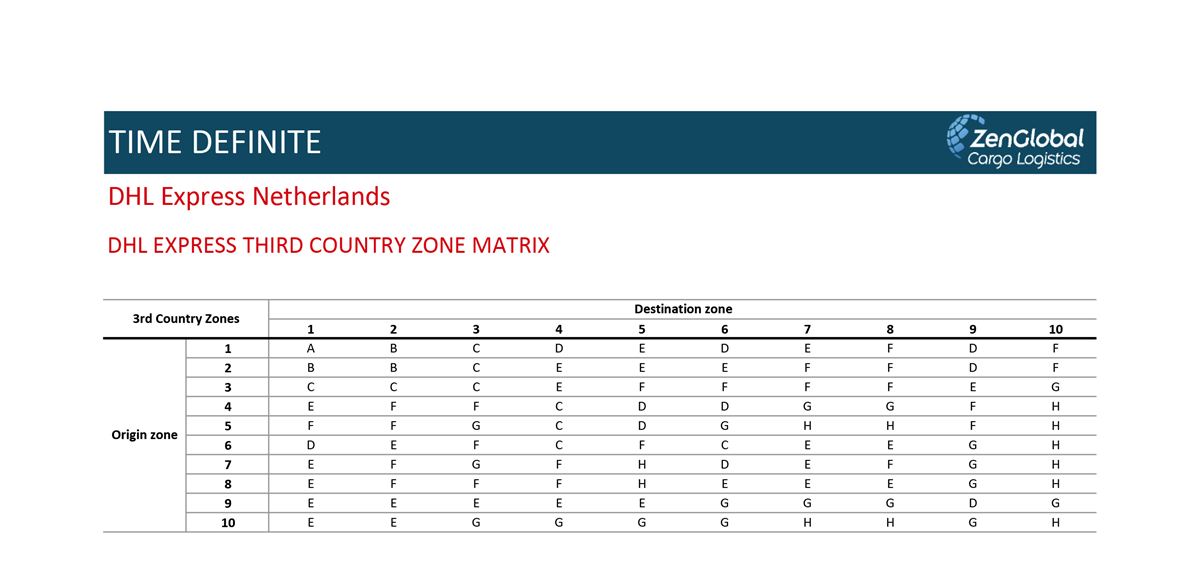 TIME DEFINITE
ZenGlobal
Cargo Logistics
DHL Express Netherlands
DHL EXPRESS THIRD COUNTRY ZONE MATRIX
3rd Country Zones
Destination zone
1 2 3 4 5 6 7 8 9 10
Origin zone
1 A B C D E D E F D F
2 B B C E E E F F D F
3 C C C E F F F F E G
4 E F F C D D G G F H
5 F F G C D G H H F H
6 D E F C F C E E G H
7 E F G F H D E F G H
8 E F F F H E E E G H
9 E E E E E G G G D G
10 E E G G G G H H G H